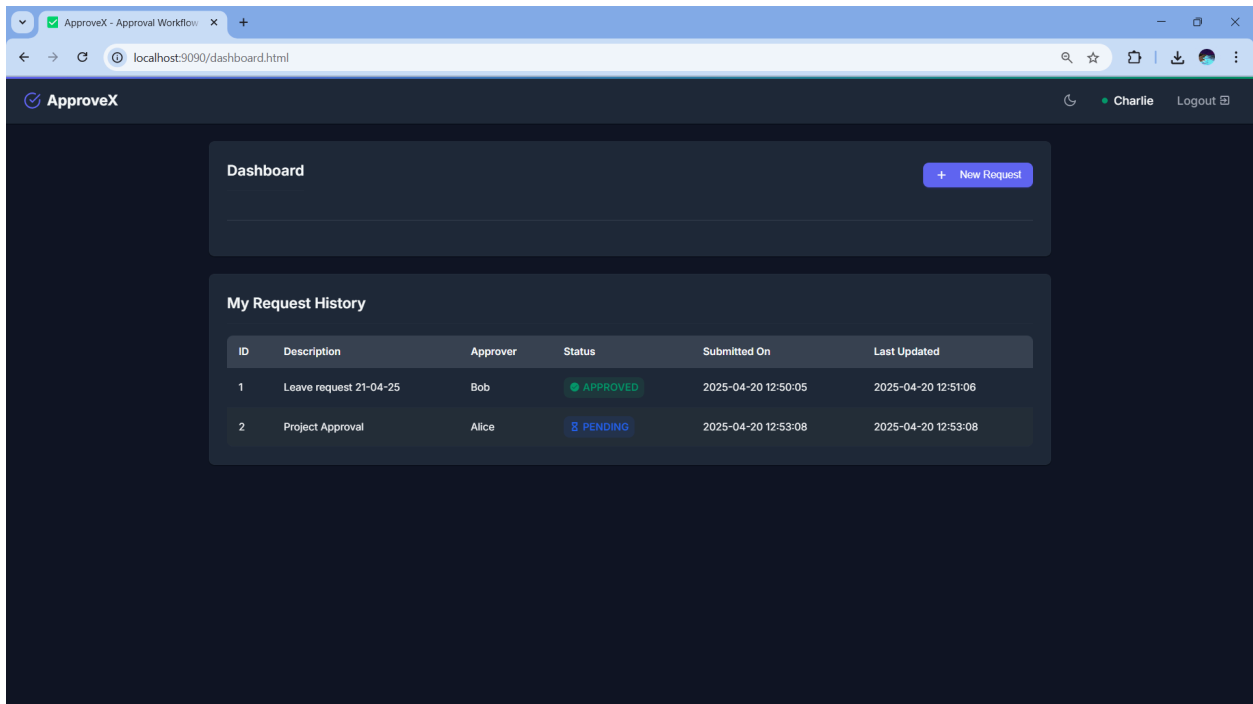 ApproveX - Approval Workflow
localhost:9090/dashboard.html
ApproveX
Charlie
Logout
Dashboard
+ New Request
My Request History
ID Description Approver Status Submitted On Last Updated
1 Leave request 21-04-25 Bob APPROVED 2025-04-20 12:50:05 2025-04-20 12:51:06
2 Project Approval Alice PENDING 2025-04-20 12:53:08 2025-04-20 12:53:08